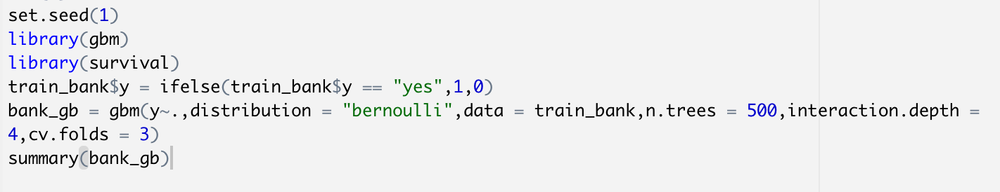 set.seed(1)
library(gbm)
library(survival)
train_bank$y = ifelse(train_bank$y == "yes",1,0)
bank_gb = gbm(y~.,distribution = "bernoulli",data = train_bank,n.trees = 500,interaction.depth =
4,cv.folds = 3)
summary(bank_gb)